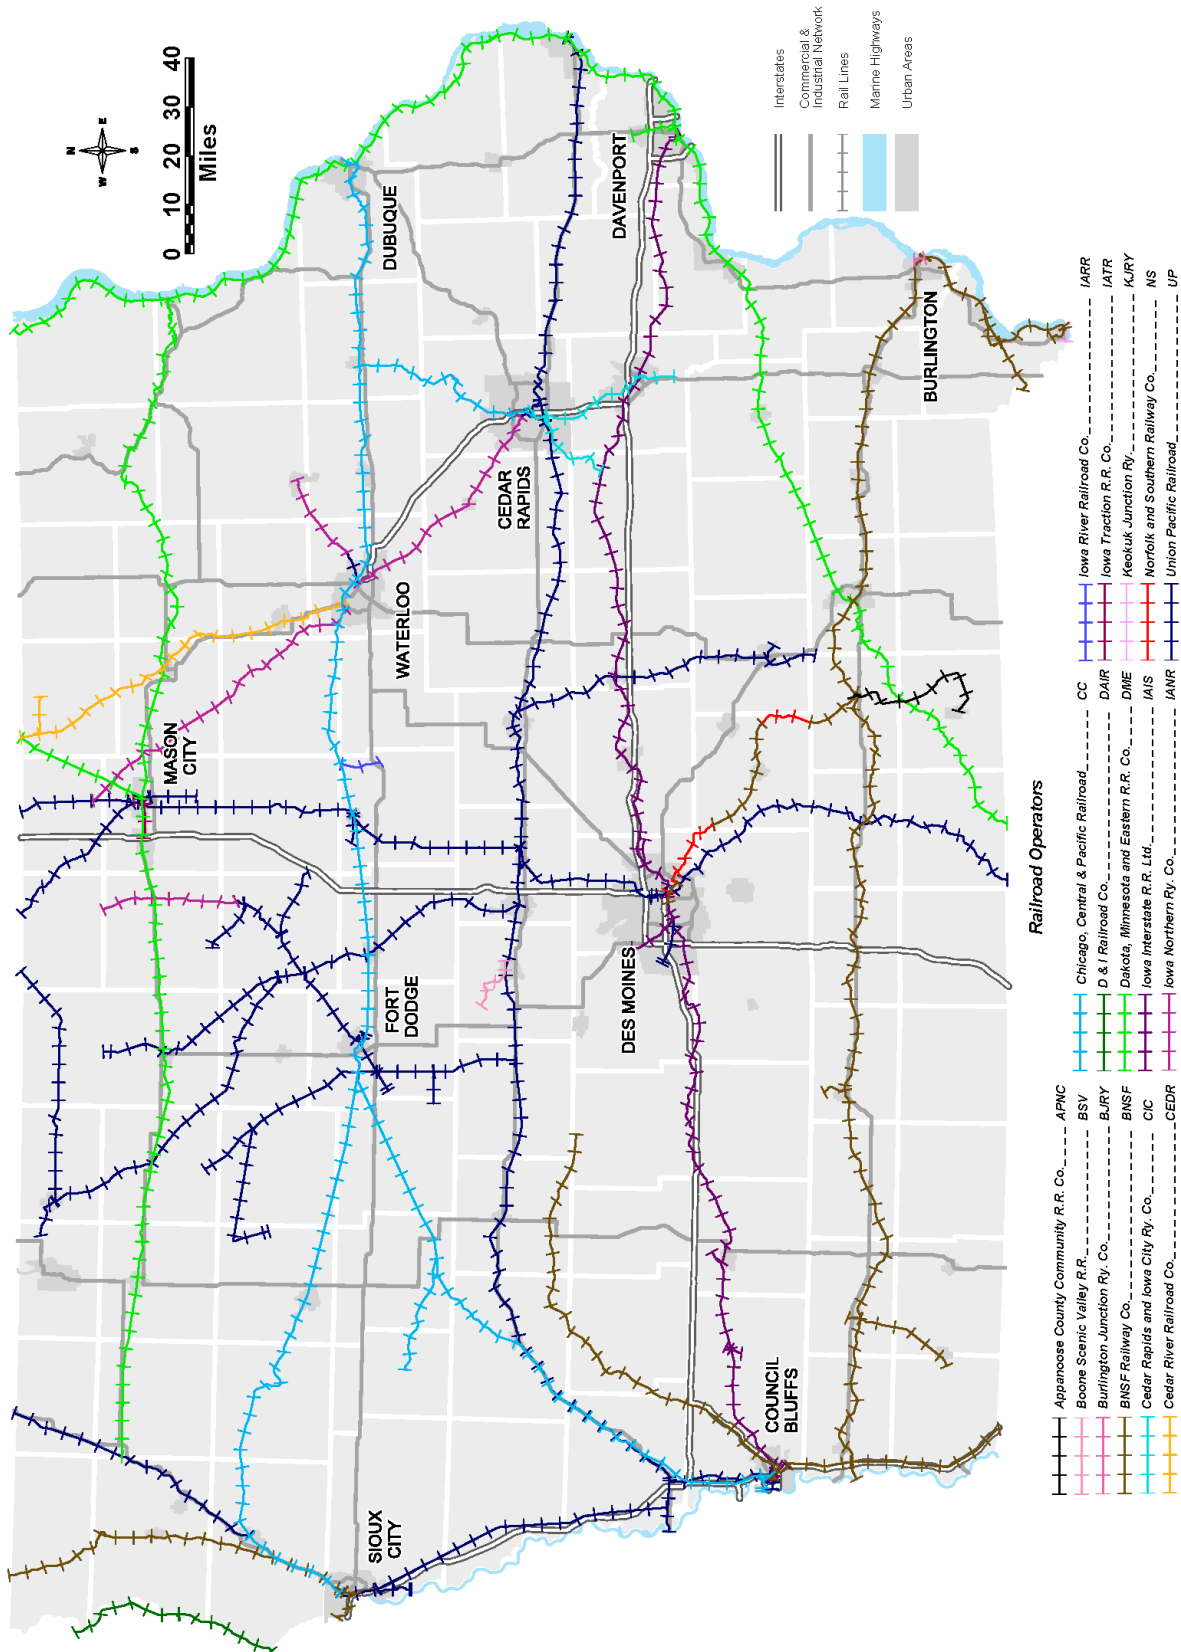 N
W
E
S
0 10 20 30 40
Miles
SIOUX
CITY
MASON
CITY
FORT
DODGE
WATERLOO
DUBUQUE
CEDAR
RAPIDS
DES MOINES
DAVENPORT
COUNCIL
BLUFFS
BURLINGTON
Interstates
Commercial &
Industrial Network
Rail Lines
Marine Highways
Urban Areas
Railroad Operators
Appanoose County Community R.R. Co. APNC
Boone Scenic Valley R.R. BSV
Burlington Junction Ry. Co. BJRY
BNSF Railway Co. BNSF
Cedar Rapids and Iowa City Ry. Co. CIC
Cedar River Railroad Co. CEDR
Chicago, Central & Pacific Railroad CC
D & I Railroad Co. DAIR
Dakota, Minnesota and Eastern R.R. Co. DME
Iowa Interstate R.R. Ltd. IAIS
Iowa Northern Ry. Co. IANR
Iowa River Railroad Co. IARR
Iowa Traction R.R. Co. IATR
Keokuk Junction Ry. KJRY
Norfolk and Southern Railway Co. NS
Union Pacific Railroad UP